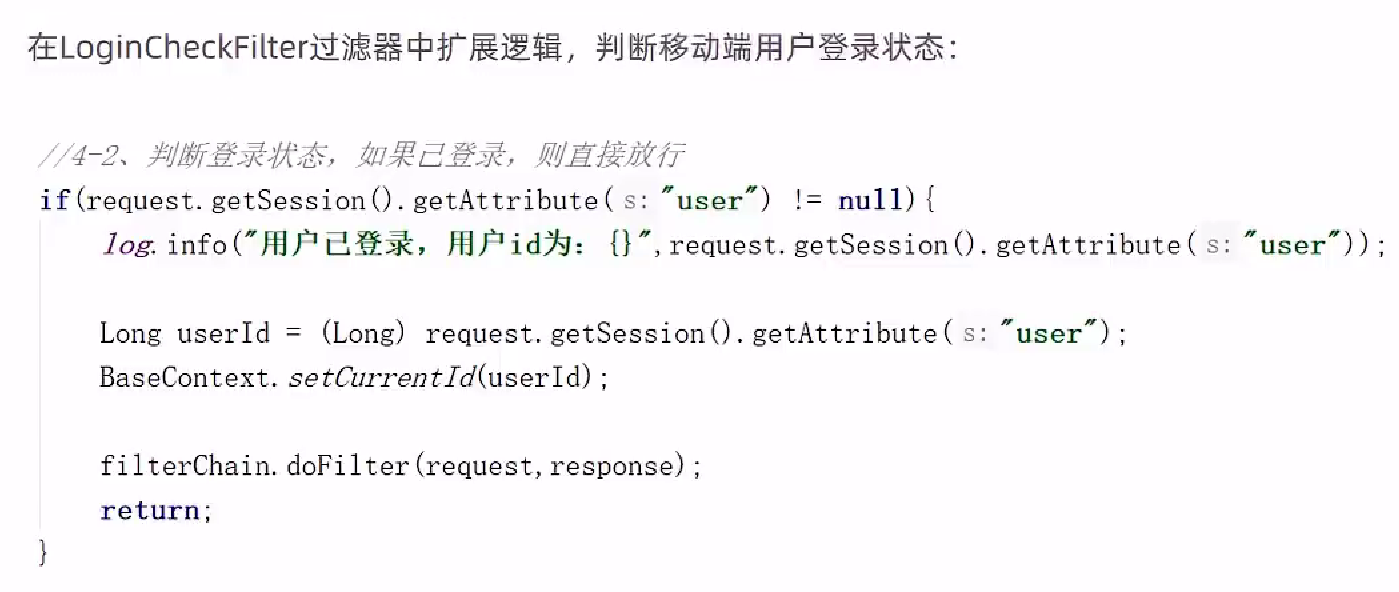 在LoginCheckFilter过滤器中扩展逻辑，判断移动端用户登录状态：
//4-2、判断登录状态，如果已登录，则直接放行
if(request.getSession().getAttribute( s: "user") != null){
log.info("用户已登录，用户id为：{}",request.getSession().getAttribute( s: "user"));
Long userId = (Long) request.getSession().getAttribute( s: "user");
BaseContext.setCurrentId(userId);
filterChain.doFilter(request,response);
return;
}